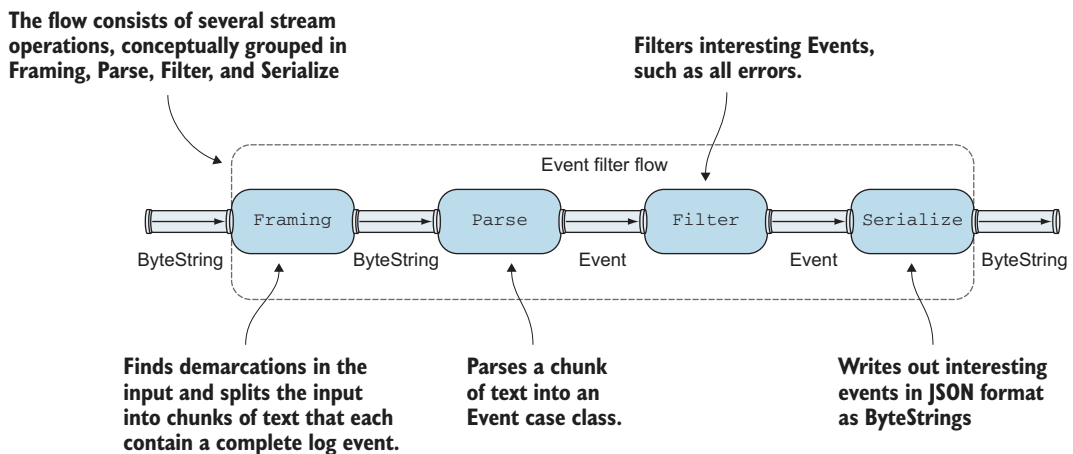 The flow consists of several stream
operations, conceptually grouped in
Framing, Parse, Filter, and Serialize
Filters interesting Events,
such as all errors.
Event filter flow
Framing
Parse
Filter
Serialize
ByteString
ByteString
Event
Event
ByteString
Finds demarcations in the
input and splits the input
into chunks of text that each
contain a complete log event.
Parses a chunk
of text into an
Event case class.
Writes out interesting
events in JSON format
as ByteStrings